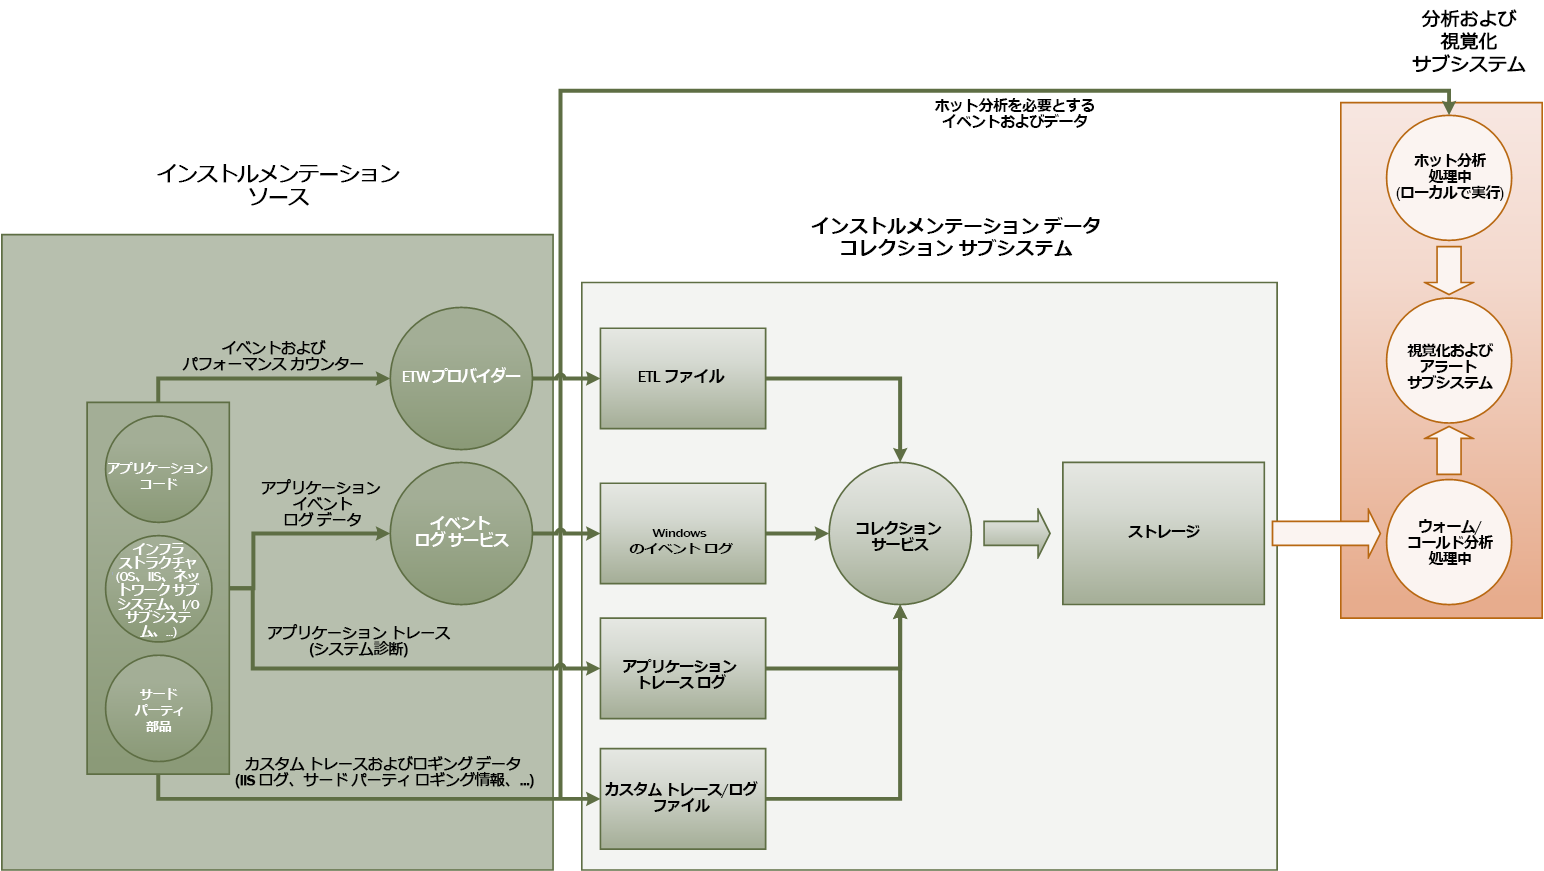 分析および
視覚化
サブシステム
ホット分析を必要とする
イベントおよびデータ
ホット分析
処理中
(ローカルで実行)
インストルメンテーション
ソース
インストルメンテーション データ
コレクション サブシステム
イベントおよび
パフォーマンス カウンター
ETWプロバイダー
ETL ファイル
視覚化および
アラート
サブシステム
アプリケーション
コード
アプリケーション
イベント
ログ データ
イベント
ログ サービス
Windows
のイベント ログ
コレクション
サービス
ストレージ
ウォーム/
コールド分析
処理中
インフラ
ストラクチャ
(OS、IIS、ネッ
トワーク サブ
システム、I/O
サブシステ
ム、...)
アプリケーション トレース
(システム診断)
アプリケーション
トレース ログ
サード
パーティ
部品
カスタム トレースおよびロギング データ
(IIS ログ、サード パーティ ロギング情報、...)
カスタム トレース/ログ
ファイル